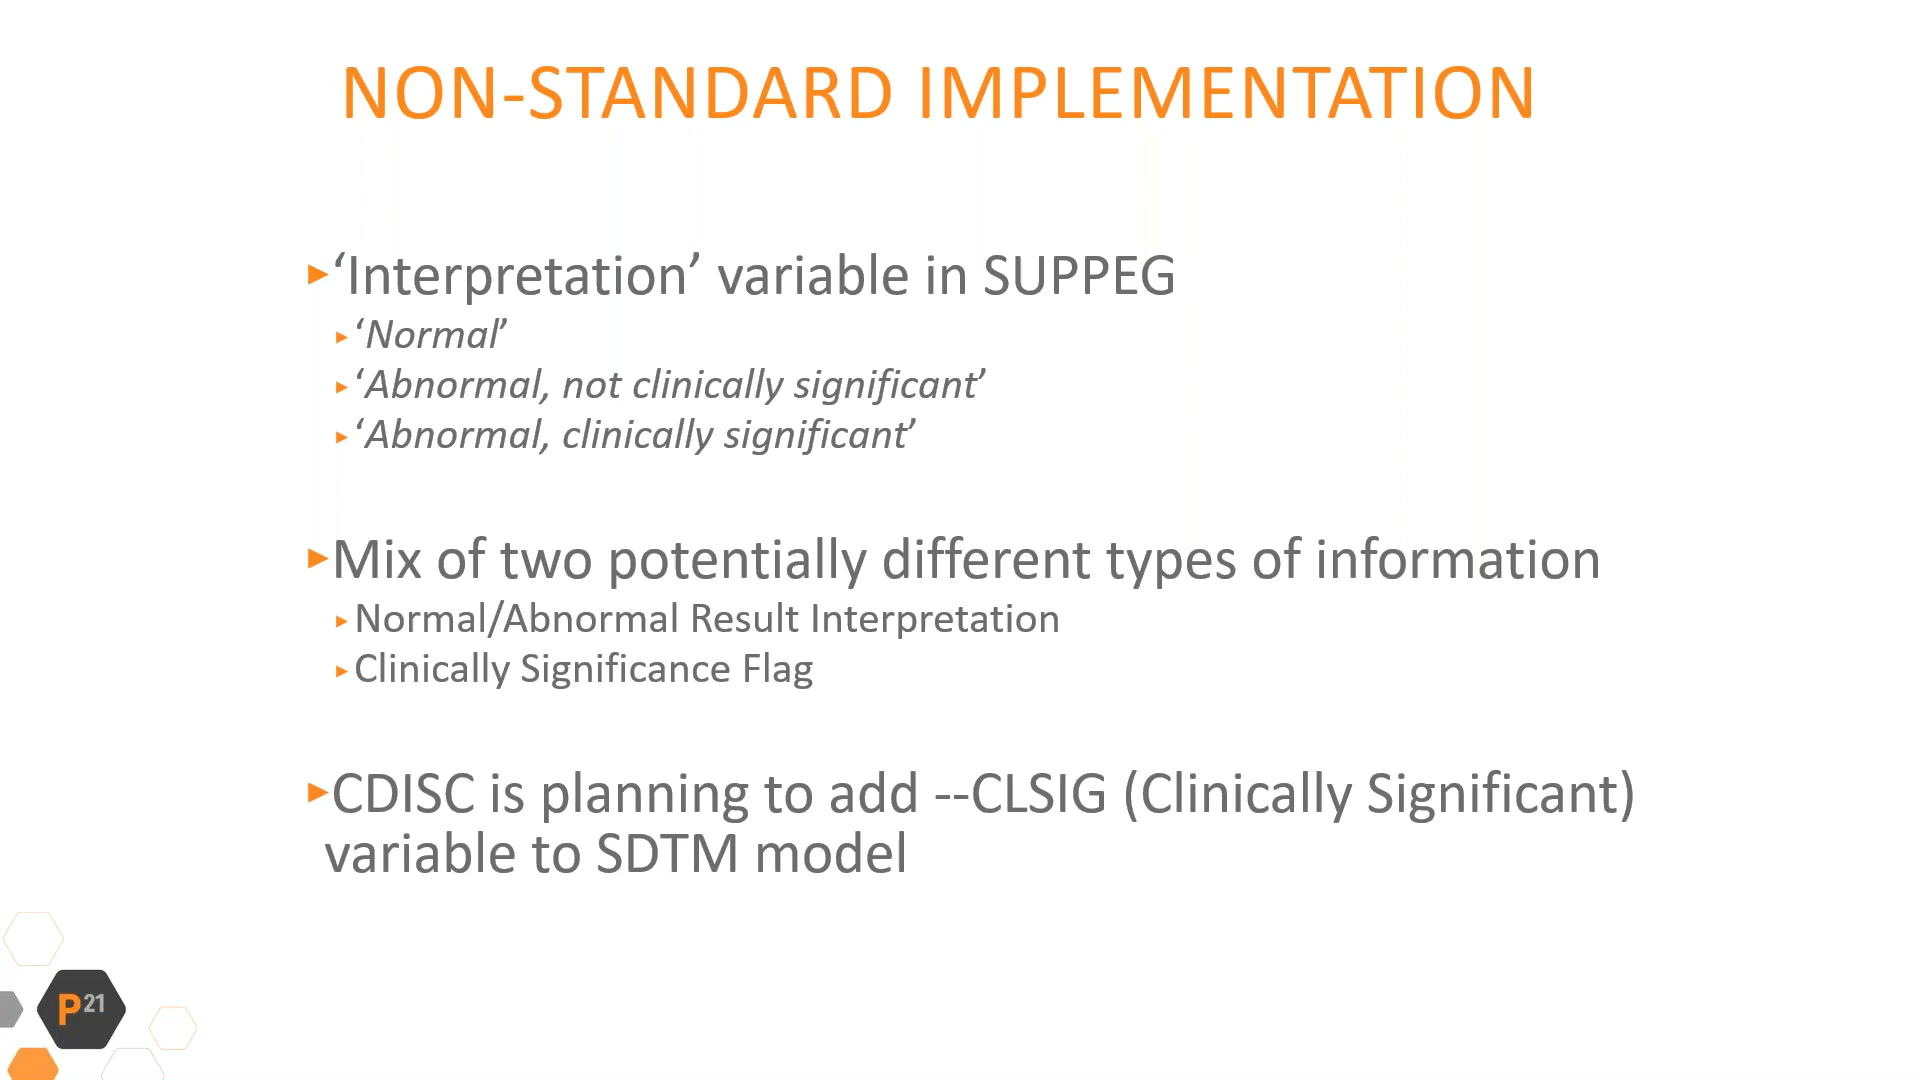 NON-STANDARD IMPLEMENTATION
‘Interpretation’ variable in SUPPEG
‘Normal’
‘Abnormal, not clinically significant’
‘Abnormal, clinically significant’
Mix of two potentially different types of information
Normal/Abnormal Result Interpretation
Clinically Significance Flag
CDISC is planning to add --CLSIG (Clinically Significant)
variable to SDTM model
P21